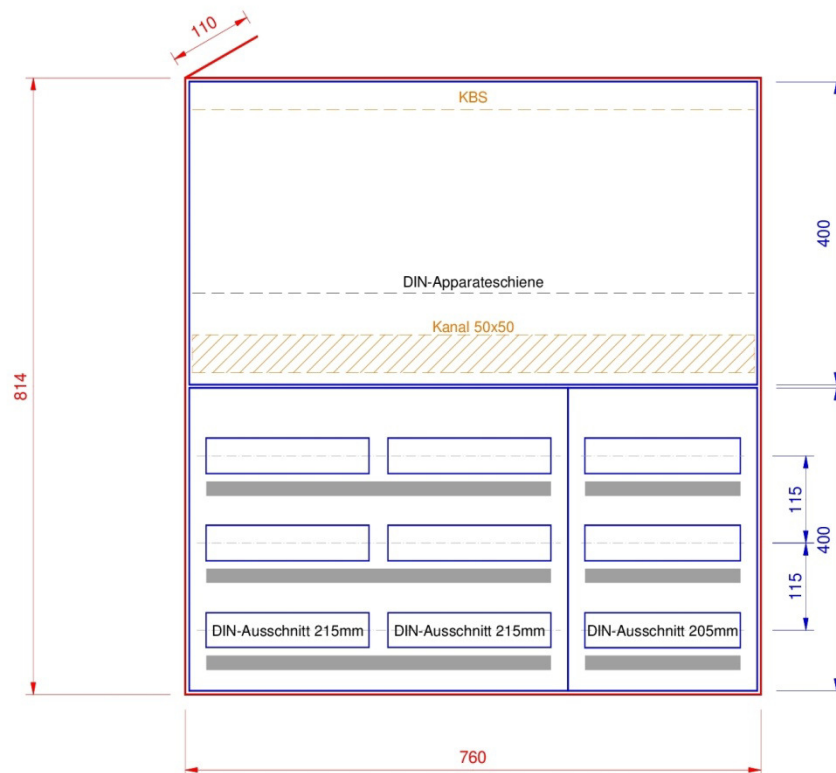 110
KBS
400
DIN-Apparateschiene
Kanal 50x50
814
115
400
115
DIN-Ausschnitt 215mm DIN-Ausschnitt 215mm DIN-Ausschnitt 205mm
760